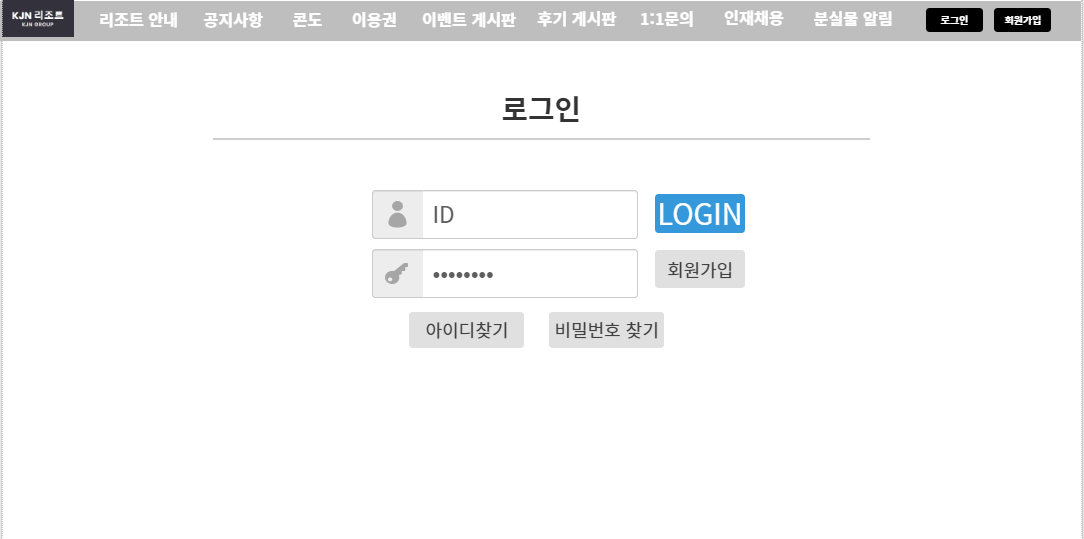 KJN 리조트
KJN GROUP
리조트 안내 공지사항 콘도 이용권 이벤트 게시판 후기 게시판 1:1문의 인재채용 분실물 알림 로그인 회원가입
로그인
ID LOGIN
•••••••• 회원가입
아이디찾기 비밀번호 찾기